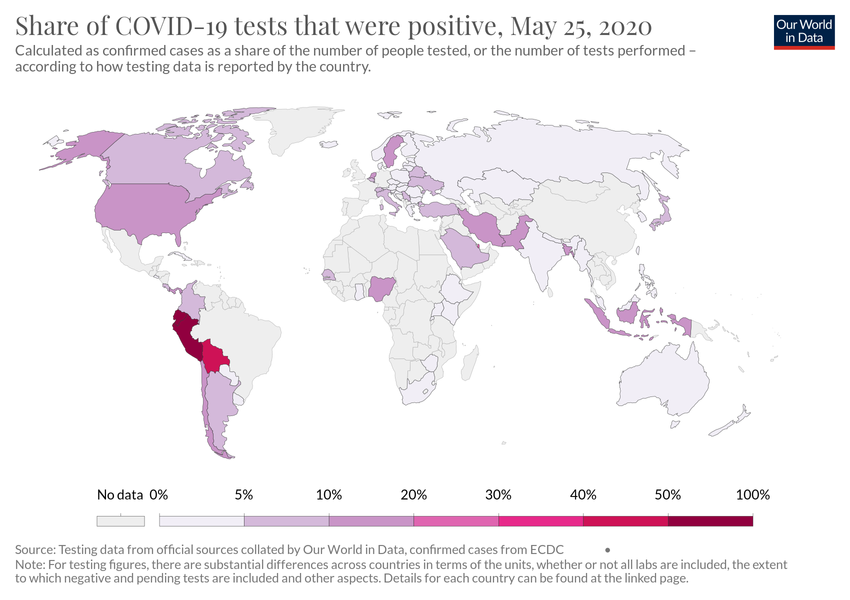 Share of COVID-19 tests that were positive, May 25, 2020
Our World
in Data
Calculated as confirmed cases as a share of the number of people tested, or the number of tests performed –
according to how testing data is reported by the country.
No data 0% 5% 10% 20% 30% 40% 50% 100%
Source: Testing data from official sources collated by Our World in Data, confirmed cases from ECDC •
Note: For testing figures, there are substantial differences across countries in terms of the units, whether or not all labs are included, the extent
to which negative and pending tests are included and other aspects. Details for each country can be found at the linked page.